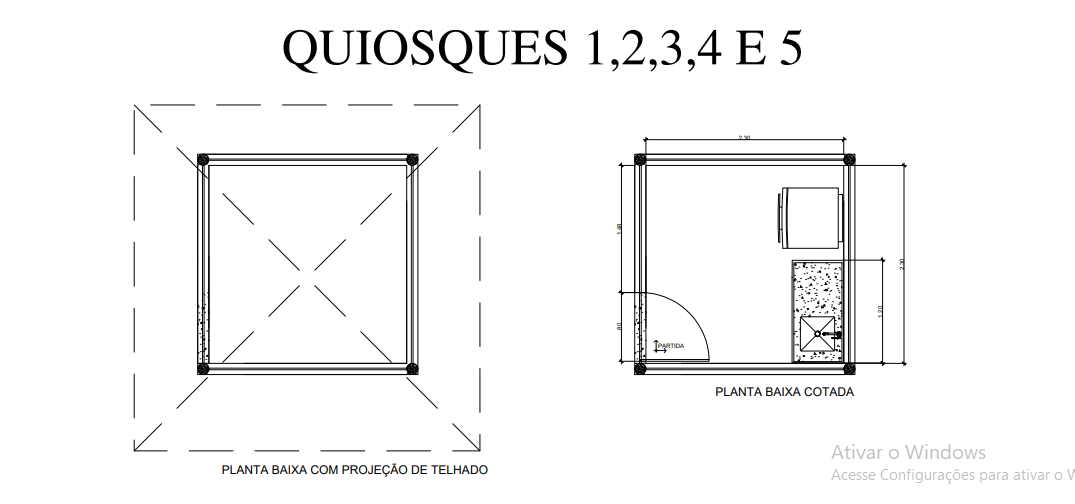 QUIOSQUES 1,2,3,4 E 5
2.30
1.48
2.30
1.20
.80
PARTIDA
PLANTA BAIXA COTADA
PLANTA BAIXA COM PROJEÇÃO DE TELHADO
Ativar o Windows
Acesse Configurações para ativar o W